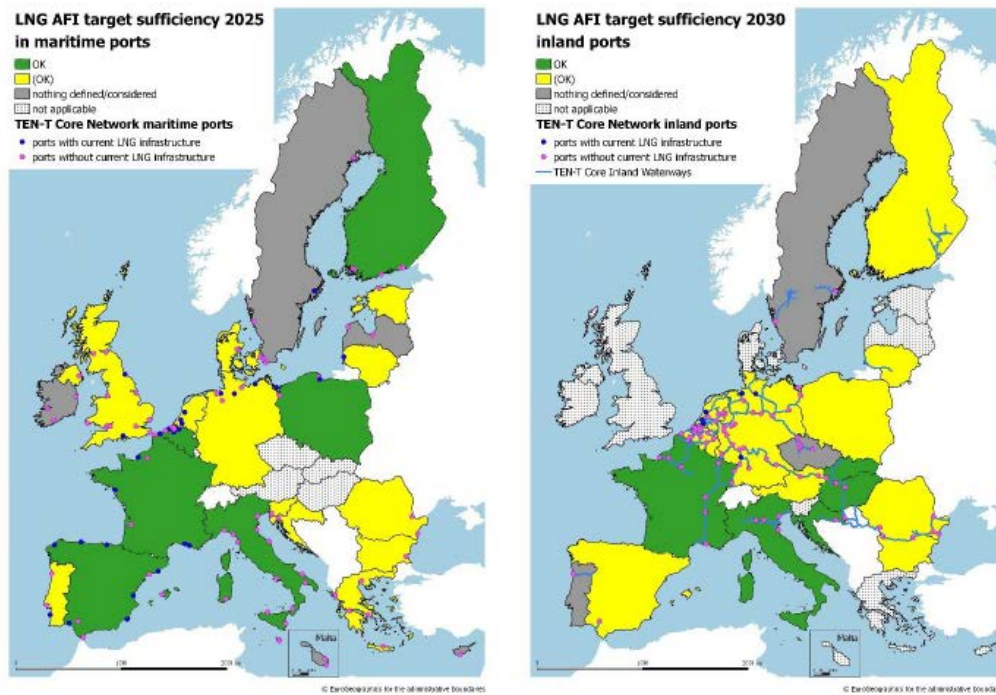 LNG AFI target sufficiency 2025
in maritime ports
OK
(OK)
nothing defined/considered
not applicable
TEN-T Core Network maritime ports
ports with current LNG infrastructure
ports without current LNG infrastructure
Malta
© EuroGeographics for the administrative boundaries
LNG AFI target sufficiency 2030
inland ports
OK
(OK)
nothing defined/considered
not applicable
TEN-T Core Network inland ports
ports with current LNG infrastructure
ports without current LNG infrastructure
TEN-T Core Inland Waterways
Malta
© EuroGeographics for the administrative boundaries